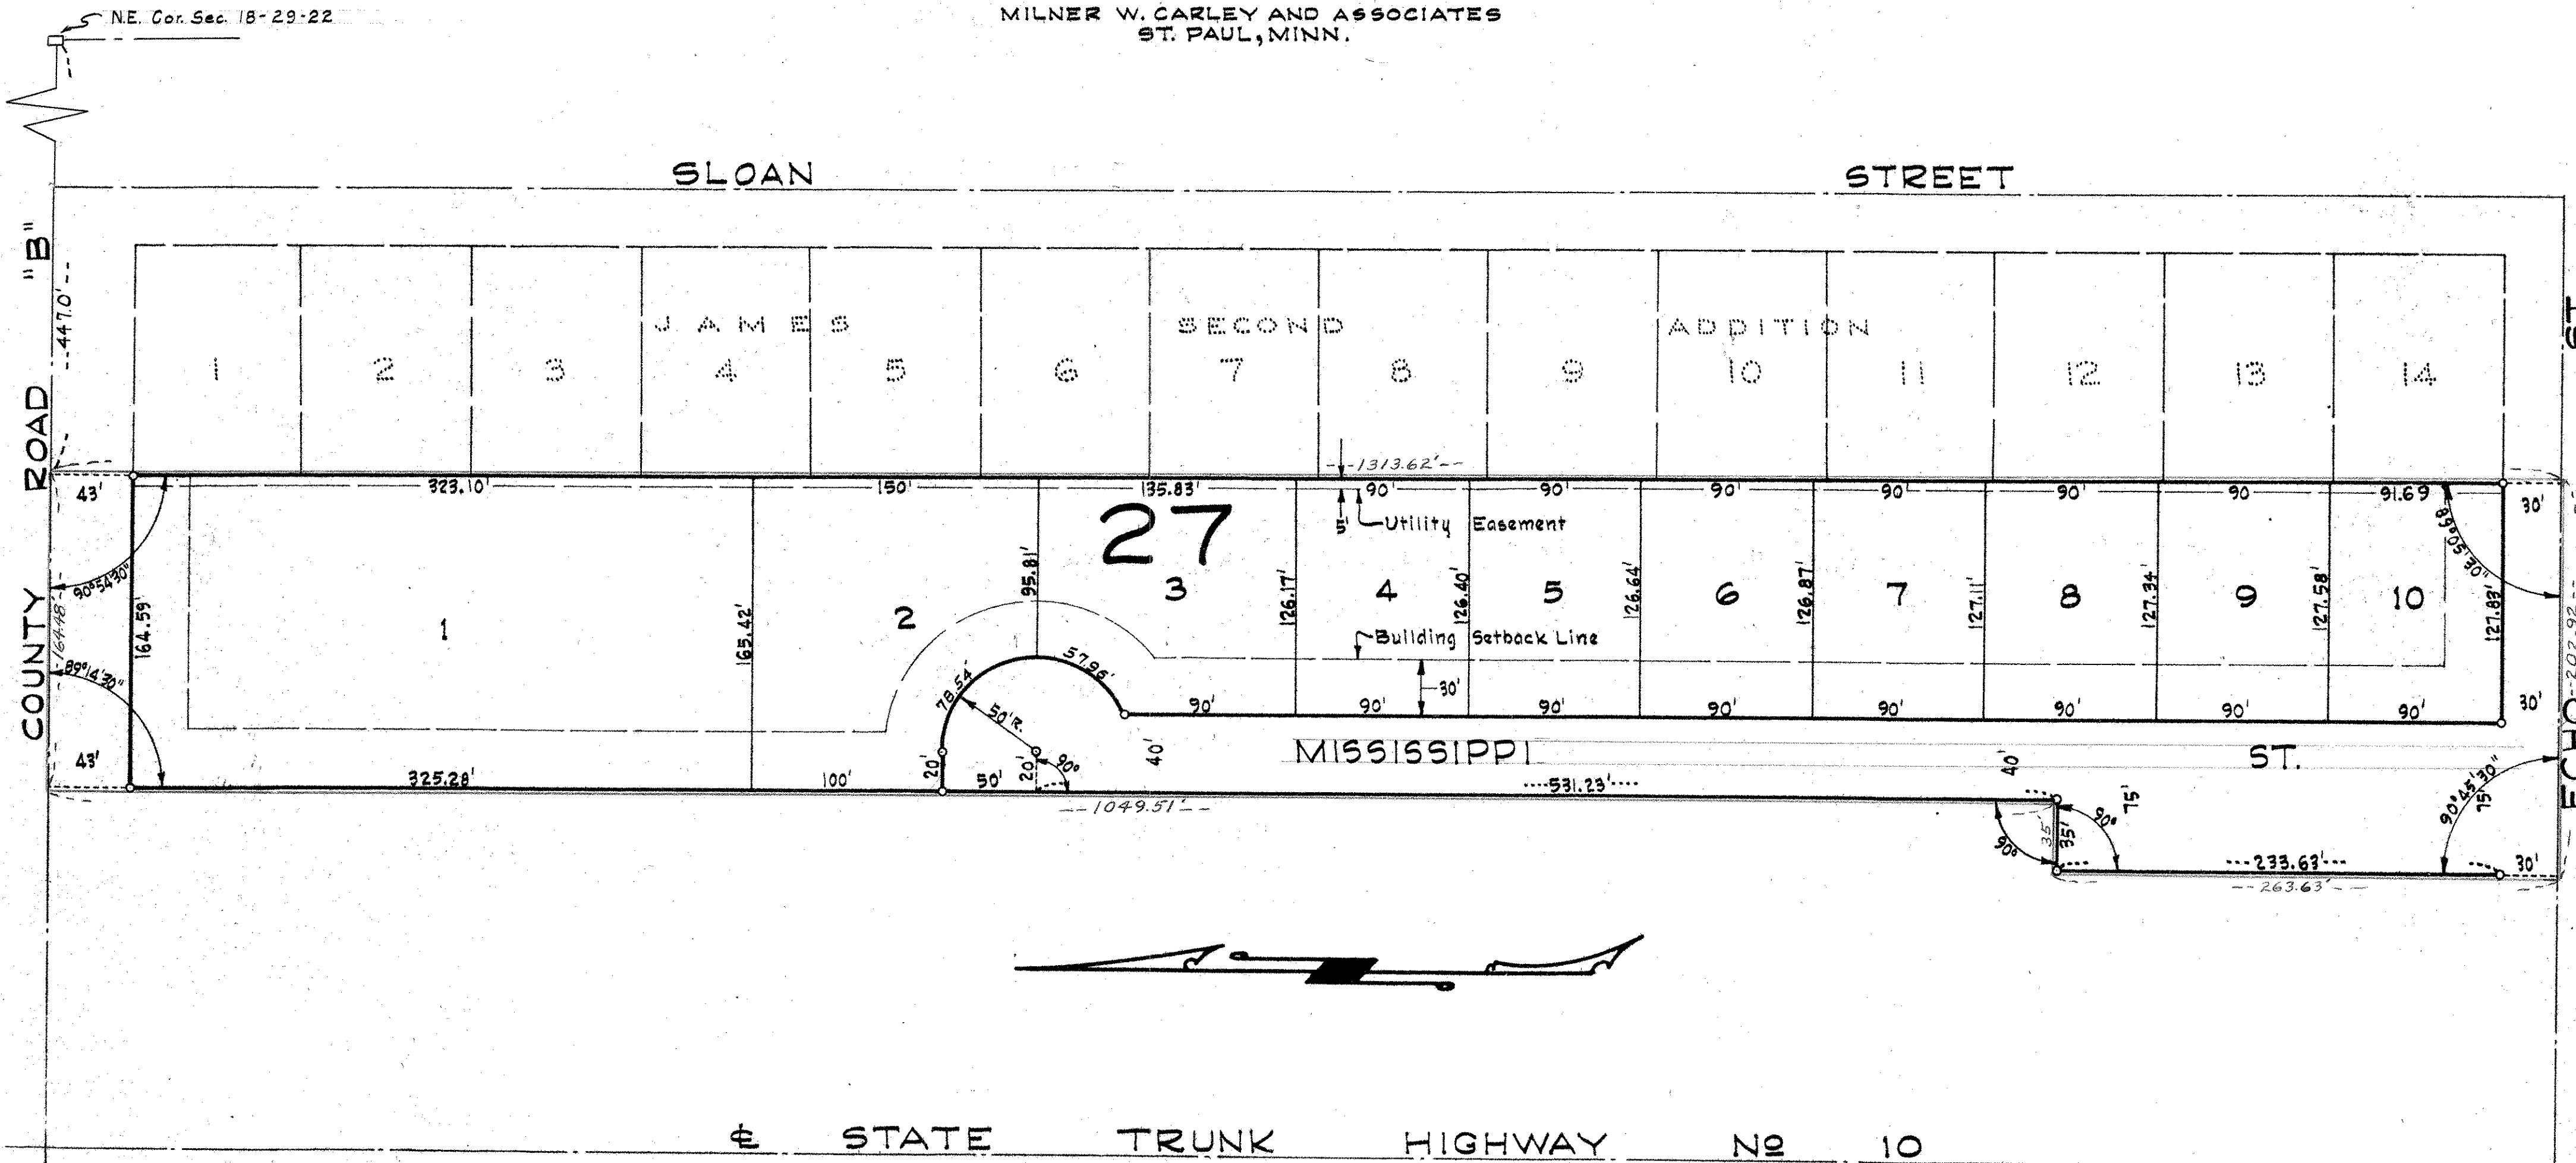 N.E. Cor. Sec. 18-29-22
MILNER W. CARLEY AND ASSOCIATES
ST. PAUL, MINN.
SLOAN STREET
COUNTY ROAD "B"
447.0'
JAMES SECOND ADDITION
1 2 3 4 5 6 7 8 9 10 11 12 13 14
1313.62'
43' 323.10' 150' 135.83' 90' 90' 90' 90' 90' 90 91.69 30'
5' Utility Easement
27
90°54'30"
89°50'30"
164.48'
164.59'
165.42'
95.81'
126.17'
126.40'
126.64'
126.87'
127.11'
127.34'
127.58'
127.83'
202.92
1 2 3 4 5 6 7 8 9 10
Building Setback Line
30'
89°14'30"
78.54'
57.96'
50'R.
90' 90' 90' 90' 90' 90' 90' 90' 30'
43' 325.28' 100' 20' 50' 20' 90° 40'
MISSISSIPPI ST.
531.23'
40'
1049.51'
75'
90°
90°
35'
35'
90°45'30"
75'
233.63'
30'
263.63'
ECHO ST.
℄ STATE TRUNK HIGHWAY Nº 10